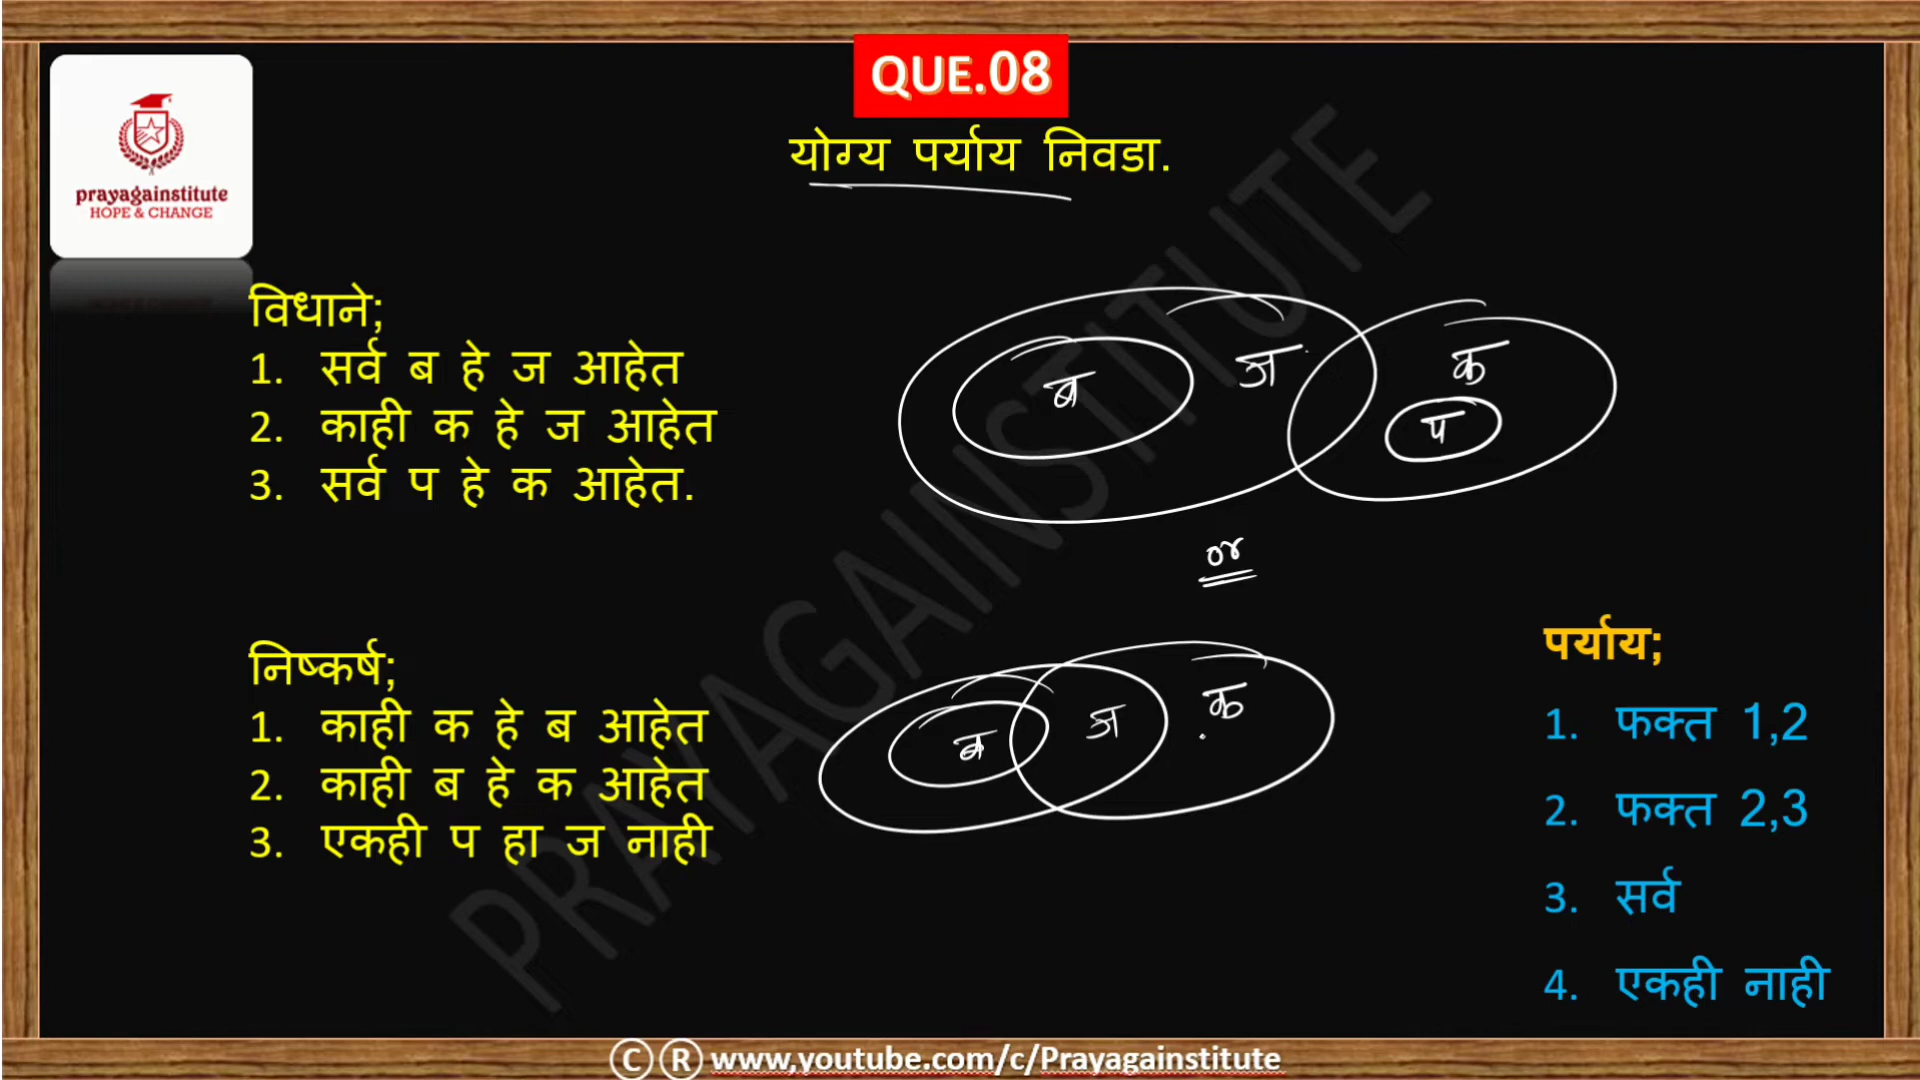 QUE.08
योग्य पर्याय निवडा.
prayagainstitute
HOPE & CHANGE
विधाने;
1. सर्व ब हे ज आहेत
2. काही क हे ज आहेत
3. सर्व प हे क आहेत.
ब ज क
प
or
ब ज क
निष्कर्ष;
1. काही क हे ब आहेत
2. काही ब हे क आहेत
3. एकही प हा ज नाही
पर्याय;
1. फक्त 1,2
2. फक्त 2,3
3. सर्व
4. एकही नाही
PRAYAGAINSTITUTE
© ® www,youtube.com/c/Prayagainstitute